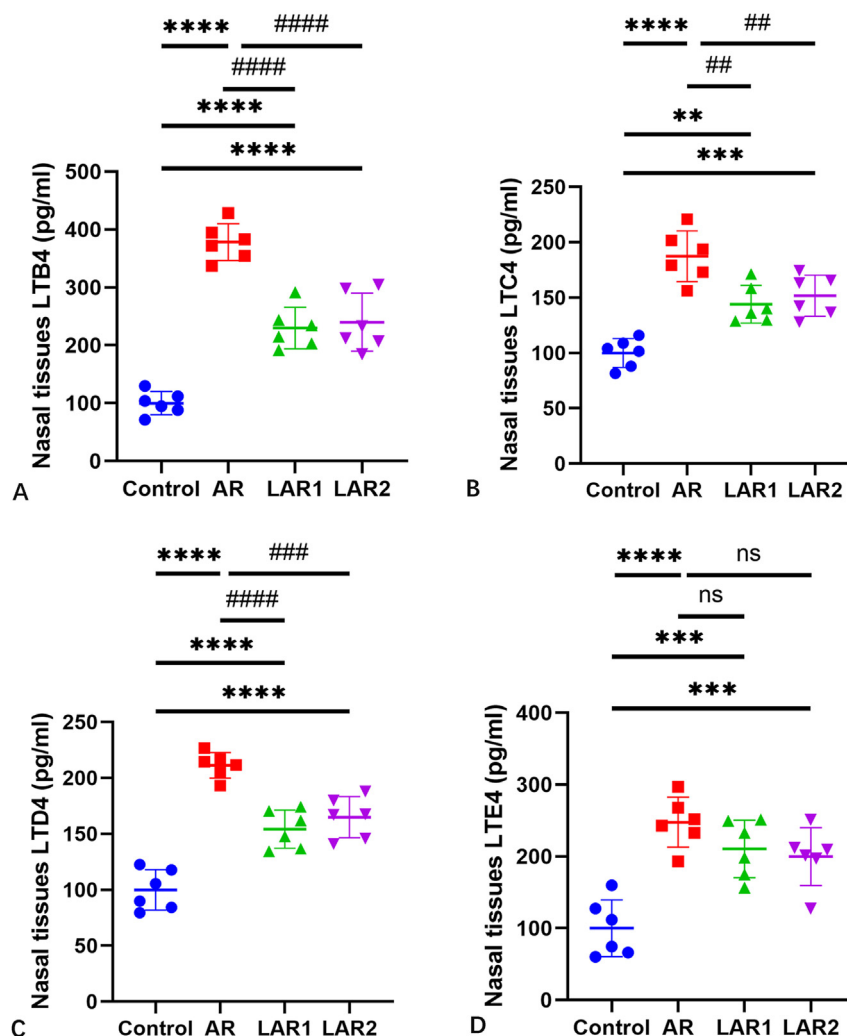 **** ####
####
****
****
Nasal tissues LTB4 (pg/ml)
500
400
300
200
100
0
Control AR LAR1 LAR2
A
**** ##
##
**
***
Nasal tissues LTC4 (pg/ml)
250
200
150
100
50
0
Control AR LAR1 LAR2
B
**** ###
####
****
****
Nasal tissues LTD4 (pg/ml)
250
200
150
100
50
0
Control AR LAR1 LAR2
C
**** ns
ns
***
***
Nasal tissues LTE4 (pg/ml)
400
300
200
100
0
Control AR LAR1 LAR2
D